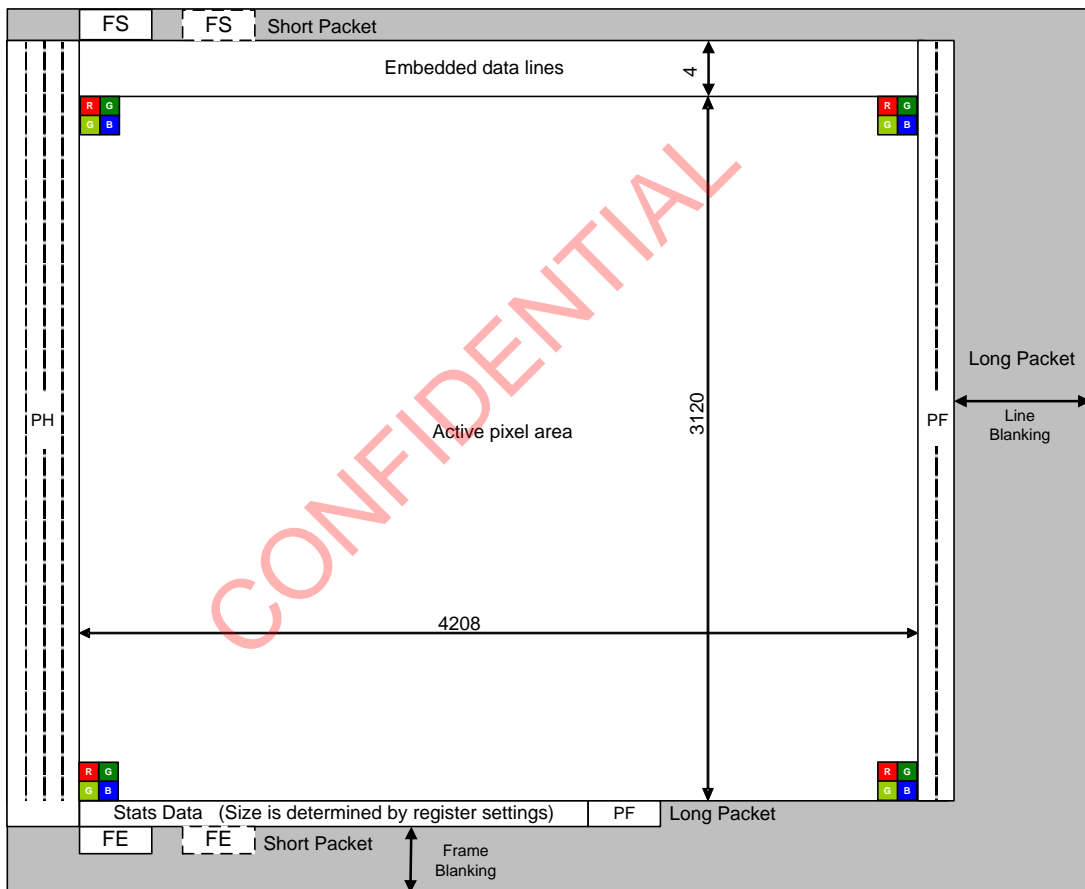 FS FS Short Packet
Embedded data lines
4
R G R G
G B G B
CONFIDENTIAL
Long Packet
PH
3120
PF
Line
Blanking
Active pixel area
4208
R G R G
G B G B
Stats Data (Size is determined by register settings) PF Long Packet
FE FE Short Packet
Frame
Blanking